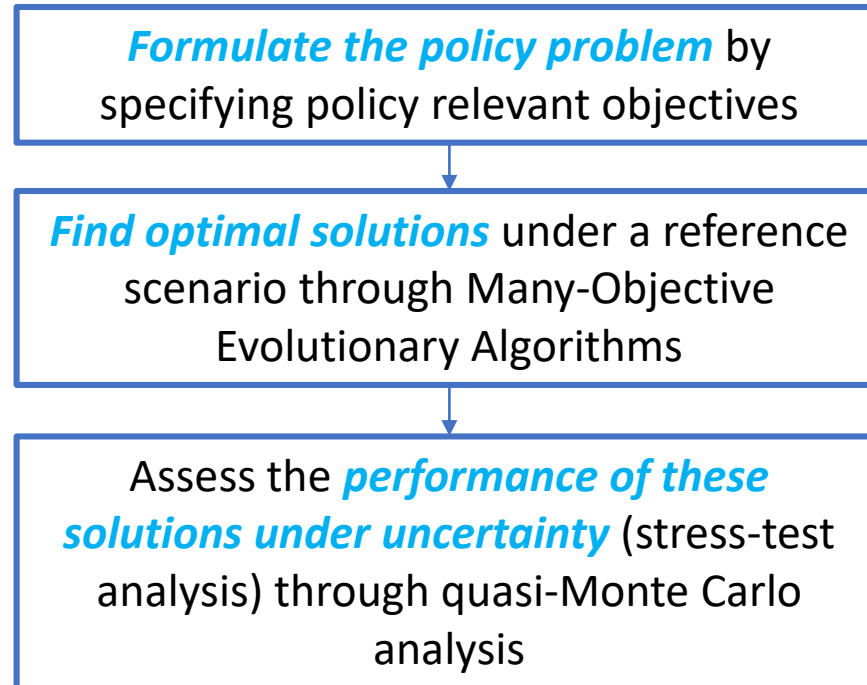 Formulate the policy problem by
specifying policy relevant objectives
Find optimal solutions under a reference
scenario through Many-Objective
Evolutionary Algorithms
Assess the performance of these
solutions under uncertainty (stress-test
analysis) through quasi-Monte Carlo
analysis